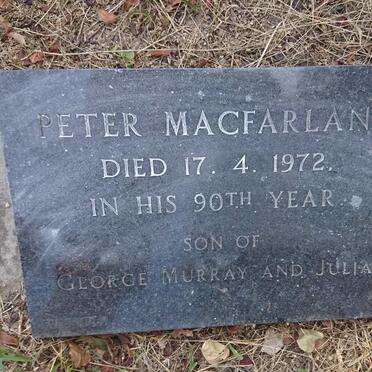 PETER MACFARLAN
DIED 17. 4. 1972.
IN HIS 90TH YEAR
SON OF
GEORGE MURRAY AND JULIA